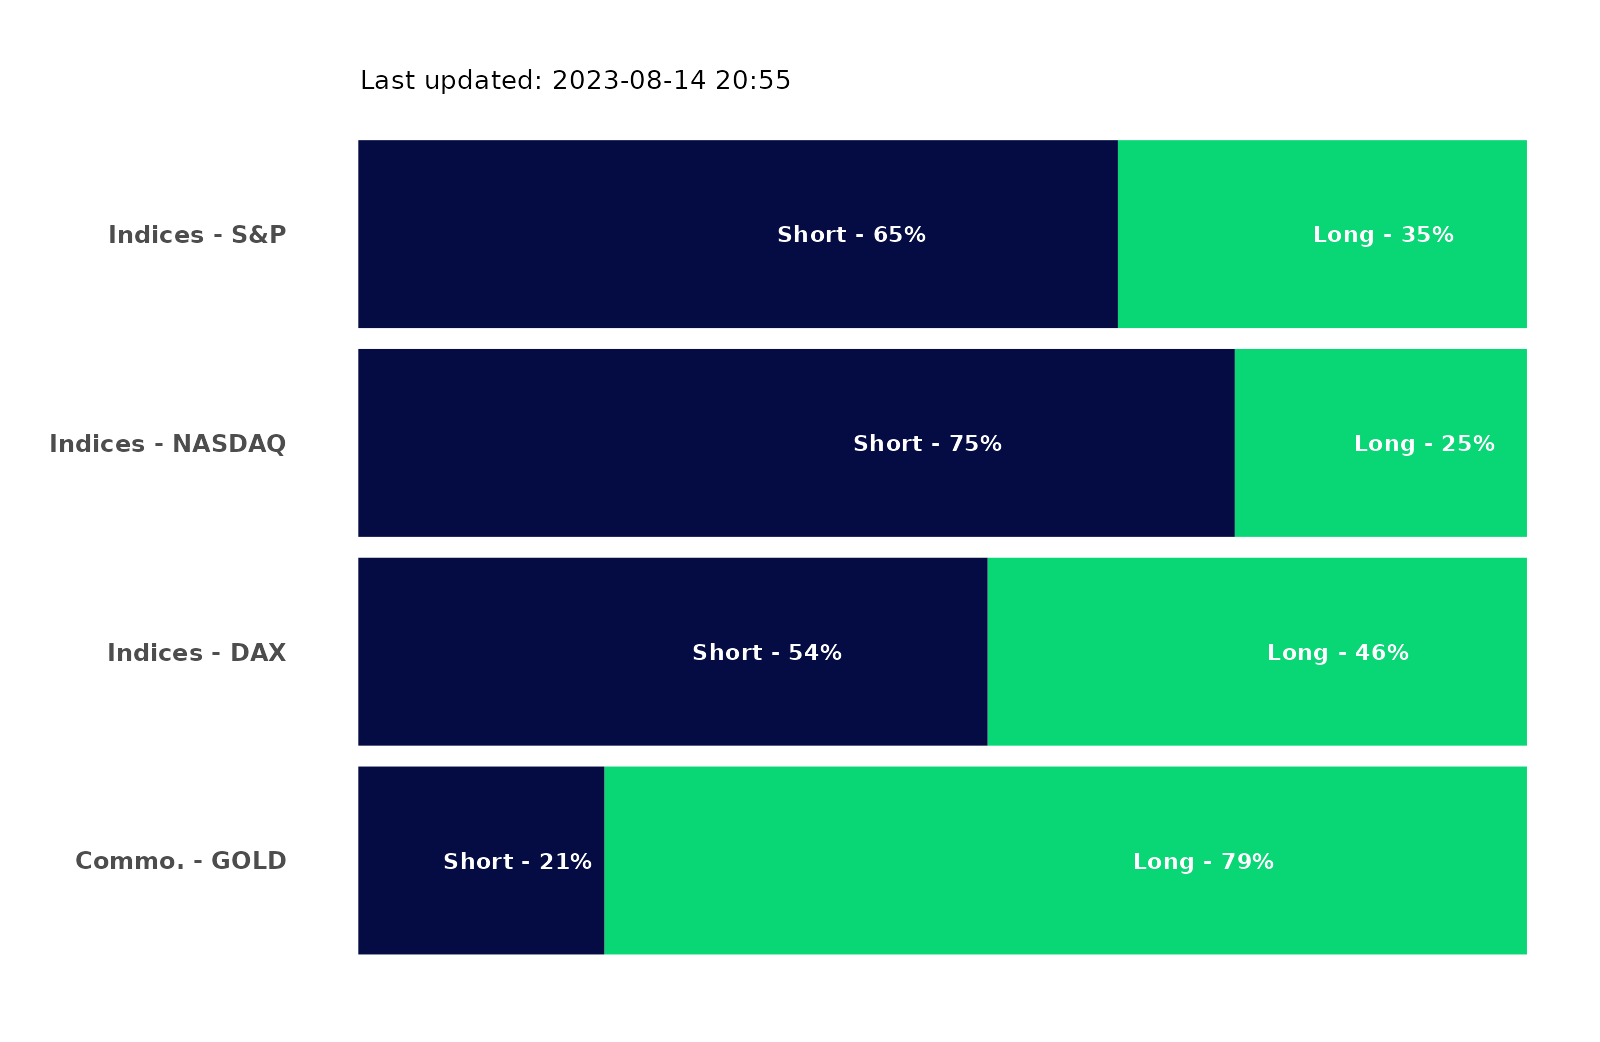 Last updated: 2023-08-14 20:55
Indices - S&P Short - 65% Long - 35%
Indices - NASDAQ Short - 75% Long - 25%
Indices - DAX Short - 54% Long - 46%
Commo. - GOLD Short - 21% Long - 79%